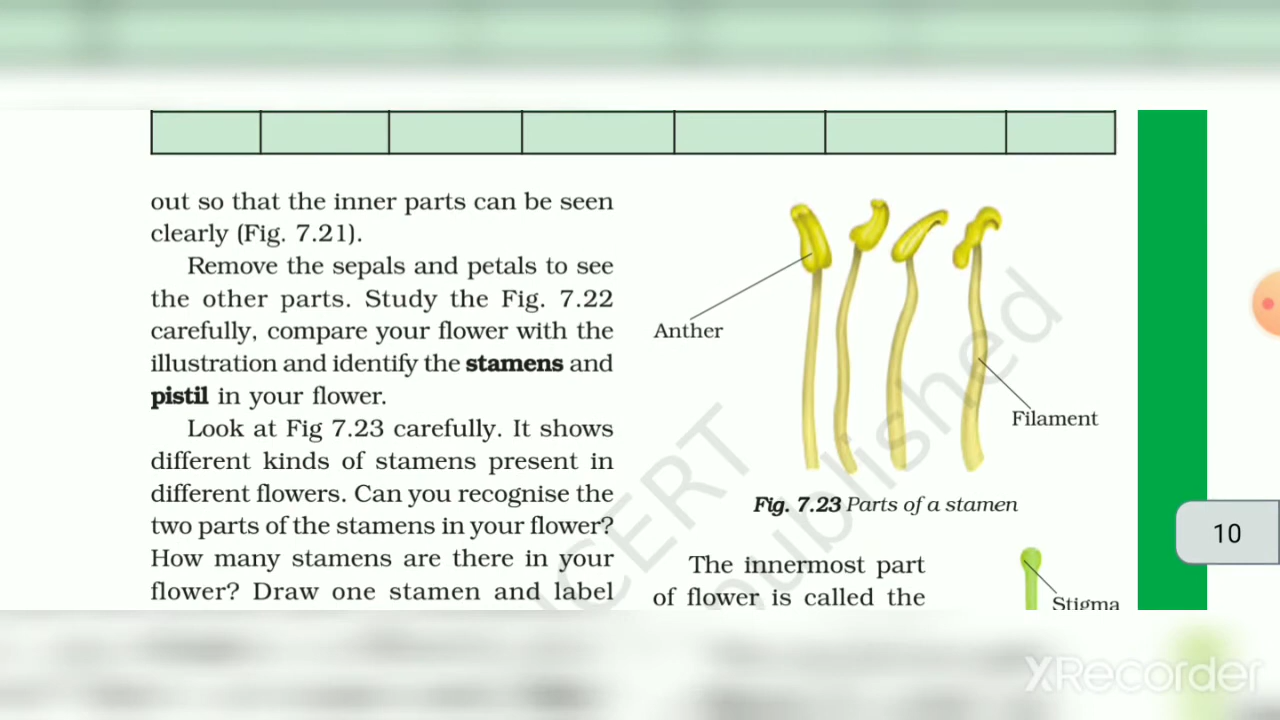 out so that the inner parts can be seen
clearly (Fig. 7.21).
Remove the sepals and petals to see
the other parts. Study the Fig. 7.22
carefully, compare your flower with the
illustration and identify the stamens and
pistil in your flower.
Look at Fig 7.23 carefully. It shows
different kinds of stamens present in
different flowers. Can you recognise the
two parts of the stamens in your flower?
How many stamens are there in your
flower? Draw one stamen and label
Anther
Filament
Fig. 7.23 Parts of a stamen
The innermost part
of flower is called the
Stigma
10
NCERT
published
XRecorder